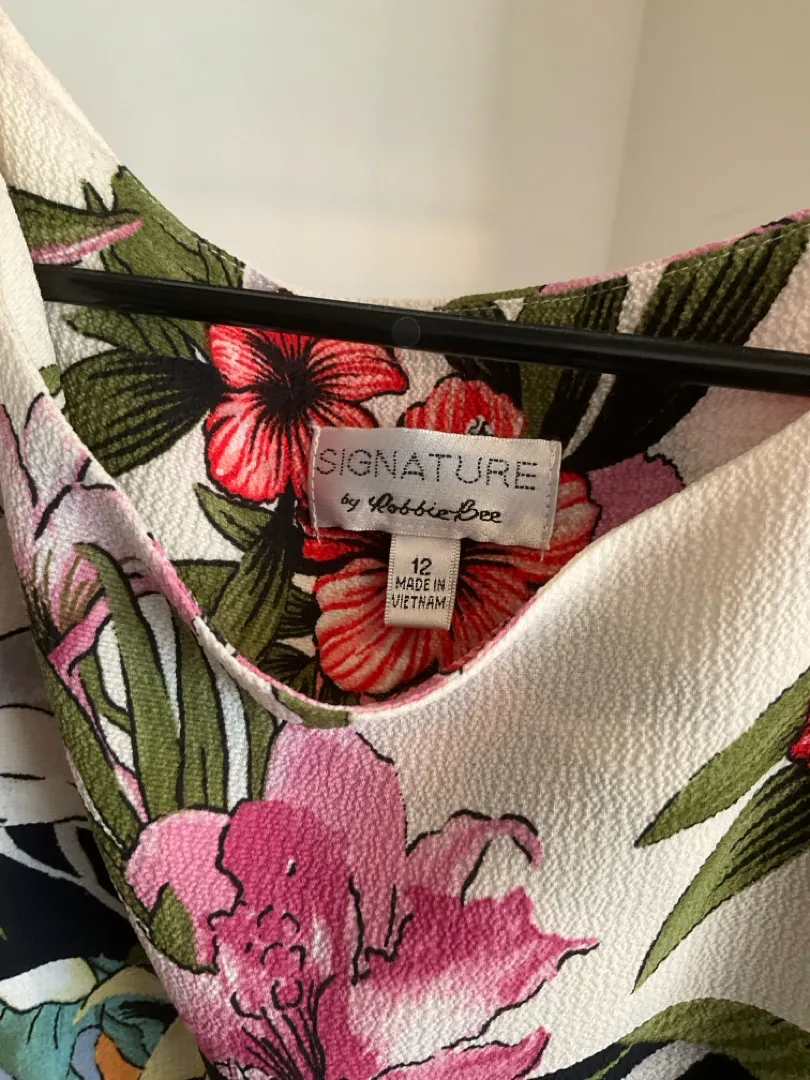 SIGNATURE
by Robbie Bee
12
MADE IN
VIETNAM